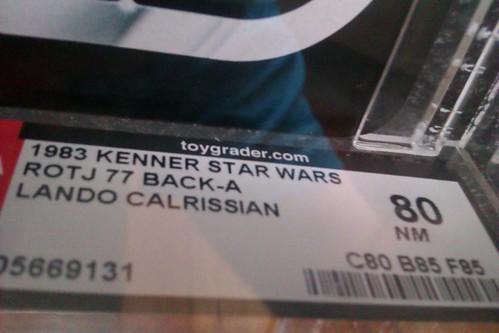 toygrader.com
1983 KENNER STAR WARS
ROTJ 77 BACK-A
LANDO CALRISSIAN
80
NM
C80 B85 F85
05669131